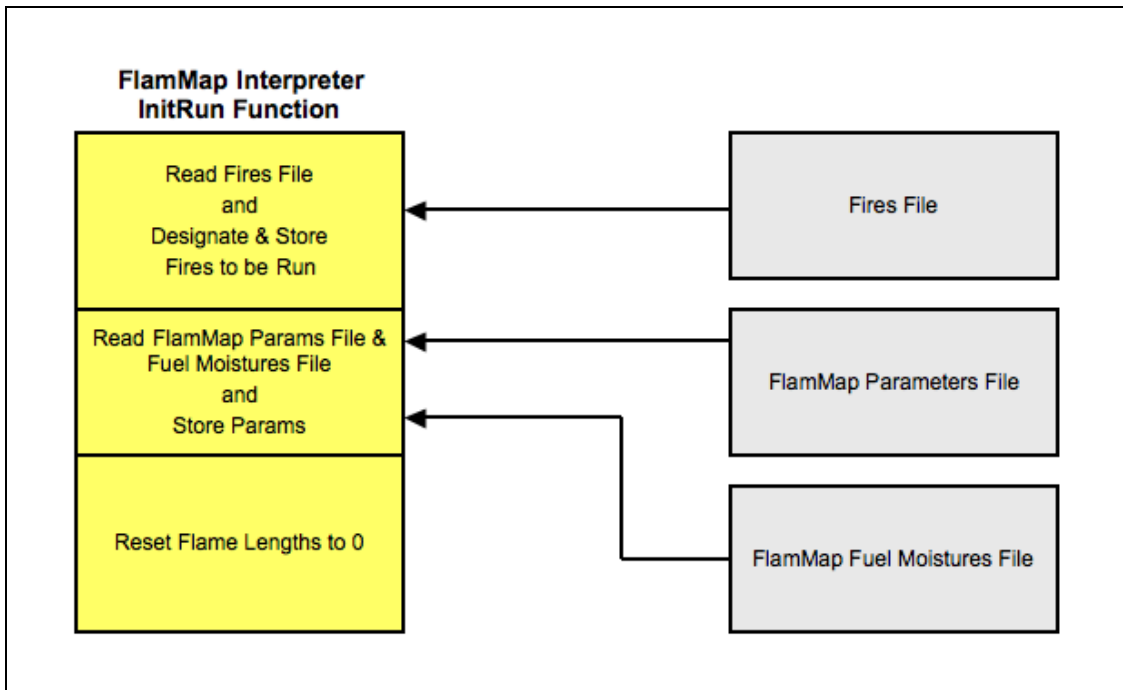 FlamMap Interpreter
InitRun Function
Read Fires File
and
Designate & Store
Fires to be Run
Read FlamMap Params File &
Fuel Moistures File
and
Store Params
Reset Flame Lengths to 0
Fires File
FlamMap Parameters File
FlamMap Fuel Moistures File